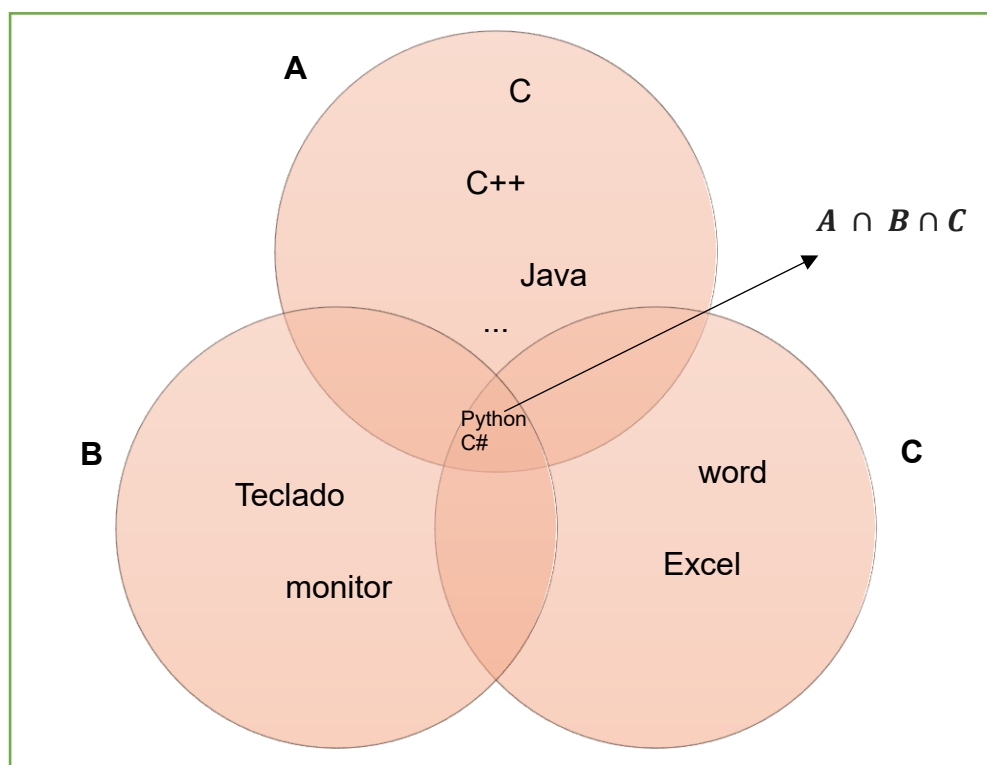 A
C
C++
A ∩ B ∩ C
Java
...
Python
C#
B
C
Teclado
word
monitor
Excel